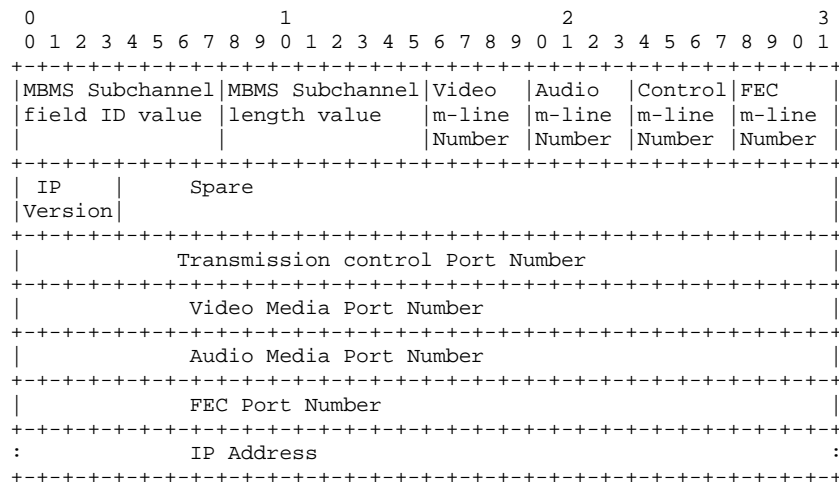 0                   1                   2                   3
 0 1 2 3 4 5 6 7 8 9 0 1 2 3 4 5 6 7 8 9 0 1 2 3 4 5 6 7 8 9 0 1
+-+-+-+-+-+-+-+-+-+-+-+-+-+-+-+-+-+-+-+-+-+-+-+-+-+-+-+-+-+-+-+-+
|MBMS Subchannel|MBMS Subchannel|Video  |Audio  |Control|FEC    |
|field ID value |length value   |m-line |m-line |m-line |m-line |
|               |               |Number |Number |Number |Number |
+-+-+-+-+-+-+-+-+-+-+-+-+-+-+-+-+-+-+-+-+-+-+-+-+-+-+-+-+-+-+-+-+
| IP    |     Spare                                             |
|Version|                                                       |
+-+-+-+-+-+-+-+-+-+-+-+-+-+-+-+-+-+-+-+-+-+-+-+-+-+-+-+-+-+-+-+-+
|            Transmission control Port Number                   |
+-+-+-+-+-+-+-+-+-+-+-+-+-+-+-+-+-+-+-+-+-+-+-+-+-+-+-+-+-+-+-+-+
|             Video Media Port Number                           |
+-+-+-+-+-+-+-+-+-+-+-+-+-+-+-+-+-+-+-+-+-+-+-+-+-+-+-+-+-+-+-+-+
|             Audio Media Port Number                           |
+-+-+-+-+-+-+-+-+-+-+-+-+-+-+-+-+-+-+-+-+-+-+-+-+-+-+-+-+-+-+-+-+
|             FEC Port Number                                   |
+-+-+-+-+-+-+-+-+-+-+-+-+-+-+-+-+-+-+-+-+-+-+-+-+-+-+-+-+-+-+-+-+
:             IP Address                                        :
+-+-+-+-+-+-+-+-+-+-+-+-+-+-+-+-+-+-+-+-+-+-+-+-+-+-+-+-+-+-+-+-+